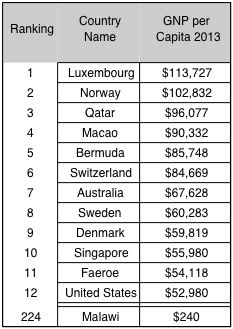 Ranking Country Name GNP per Capita 2013
1 Luxembourg $113,727
2 Norway $102,832
3 Qatar $96,077
4 Macao $90,332
5 Bermuda $85,748
6 Switzerland $84,669
7 Australia $67,628
8 Sweden $60,283
9 Denmark $59,819
10 Singapore $55,980
11 Faeroe $54,118
12 United States $52,980
224 Malawi $240